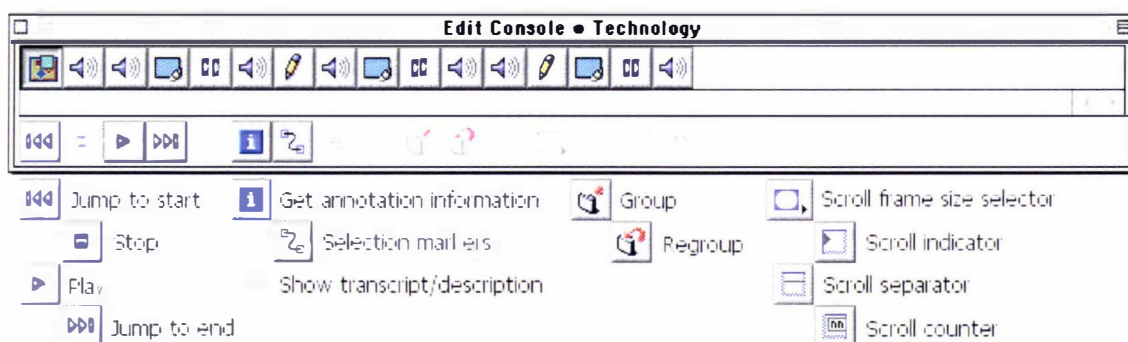 Edit Console • Technology
Jump to start Get annotation information Group Scroll frame size selector
Stop Selection markers Regroup Scroll indicator
Play Show transcript/description Scroll separator
Jump to end Scroll counter